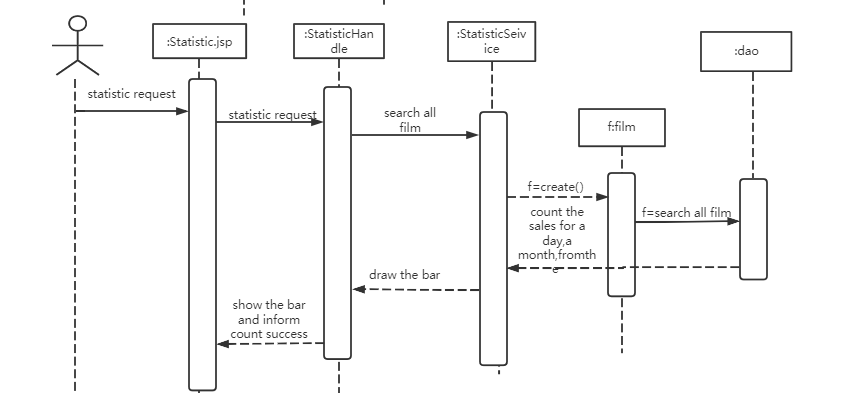 :Statistic.jsp
:StatisticHan
dle
:StatisticSeiv
ice
:dao
f:film
statistic request
statistic request
search all
film
f=create()
f=search all film
count the
sales for a
day,a
month,fromth
e
draw the bar
show the bar
and inform
count success